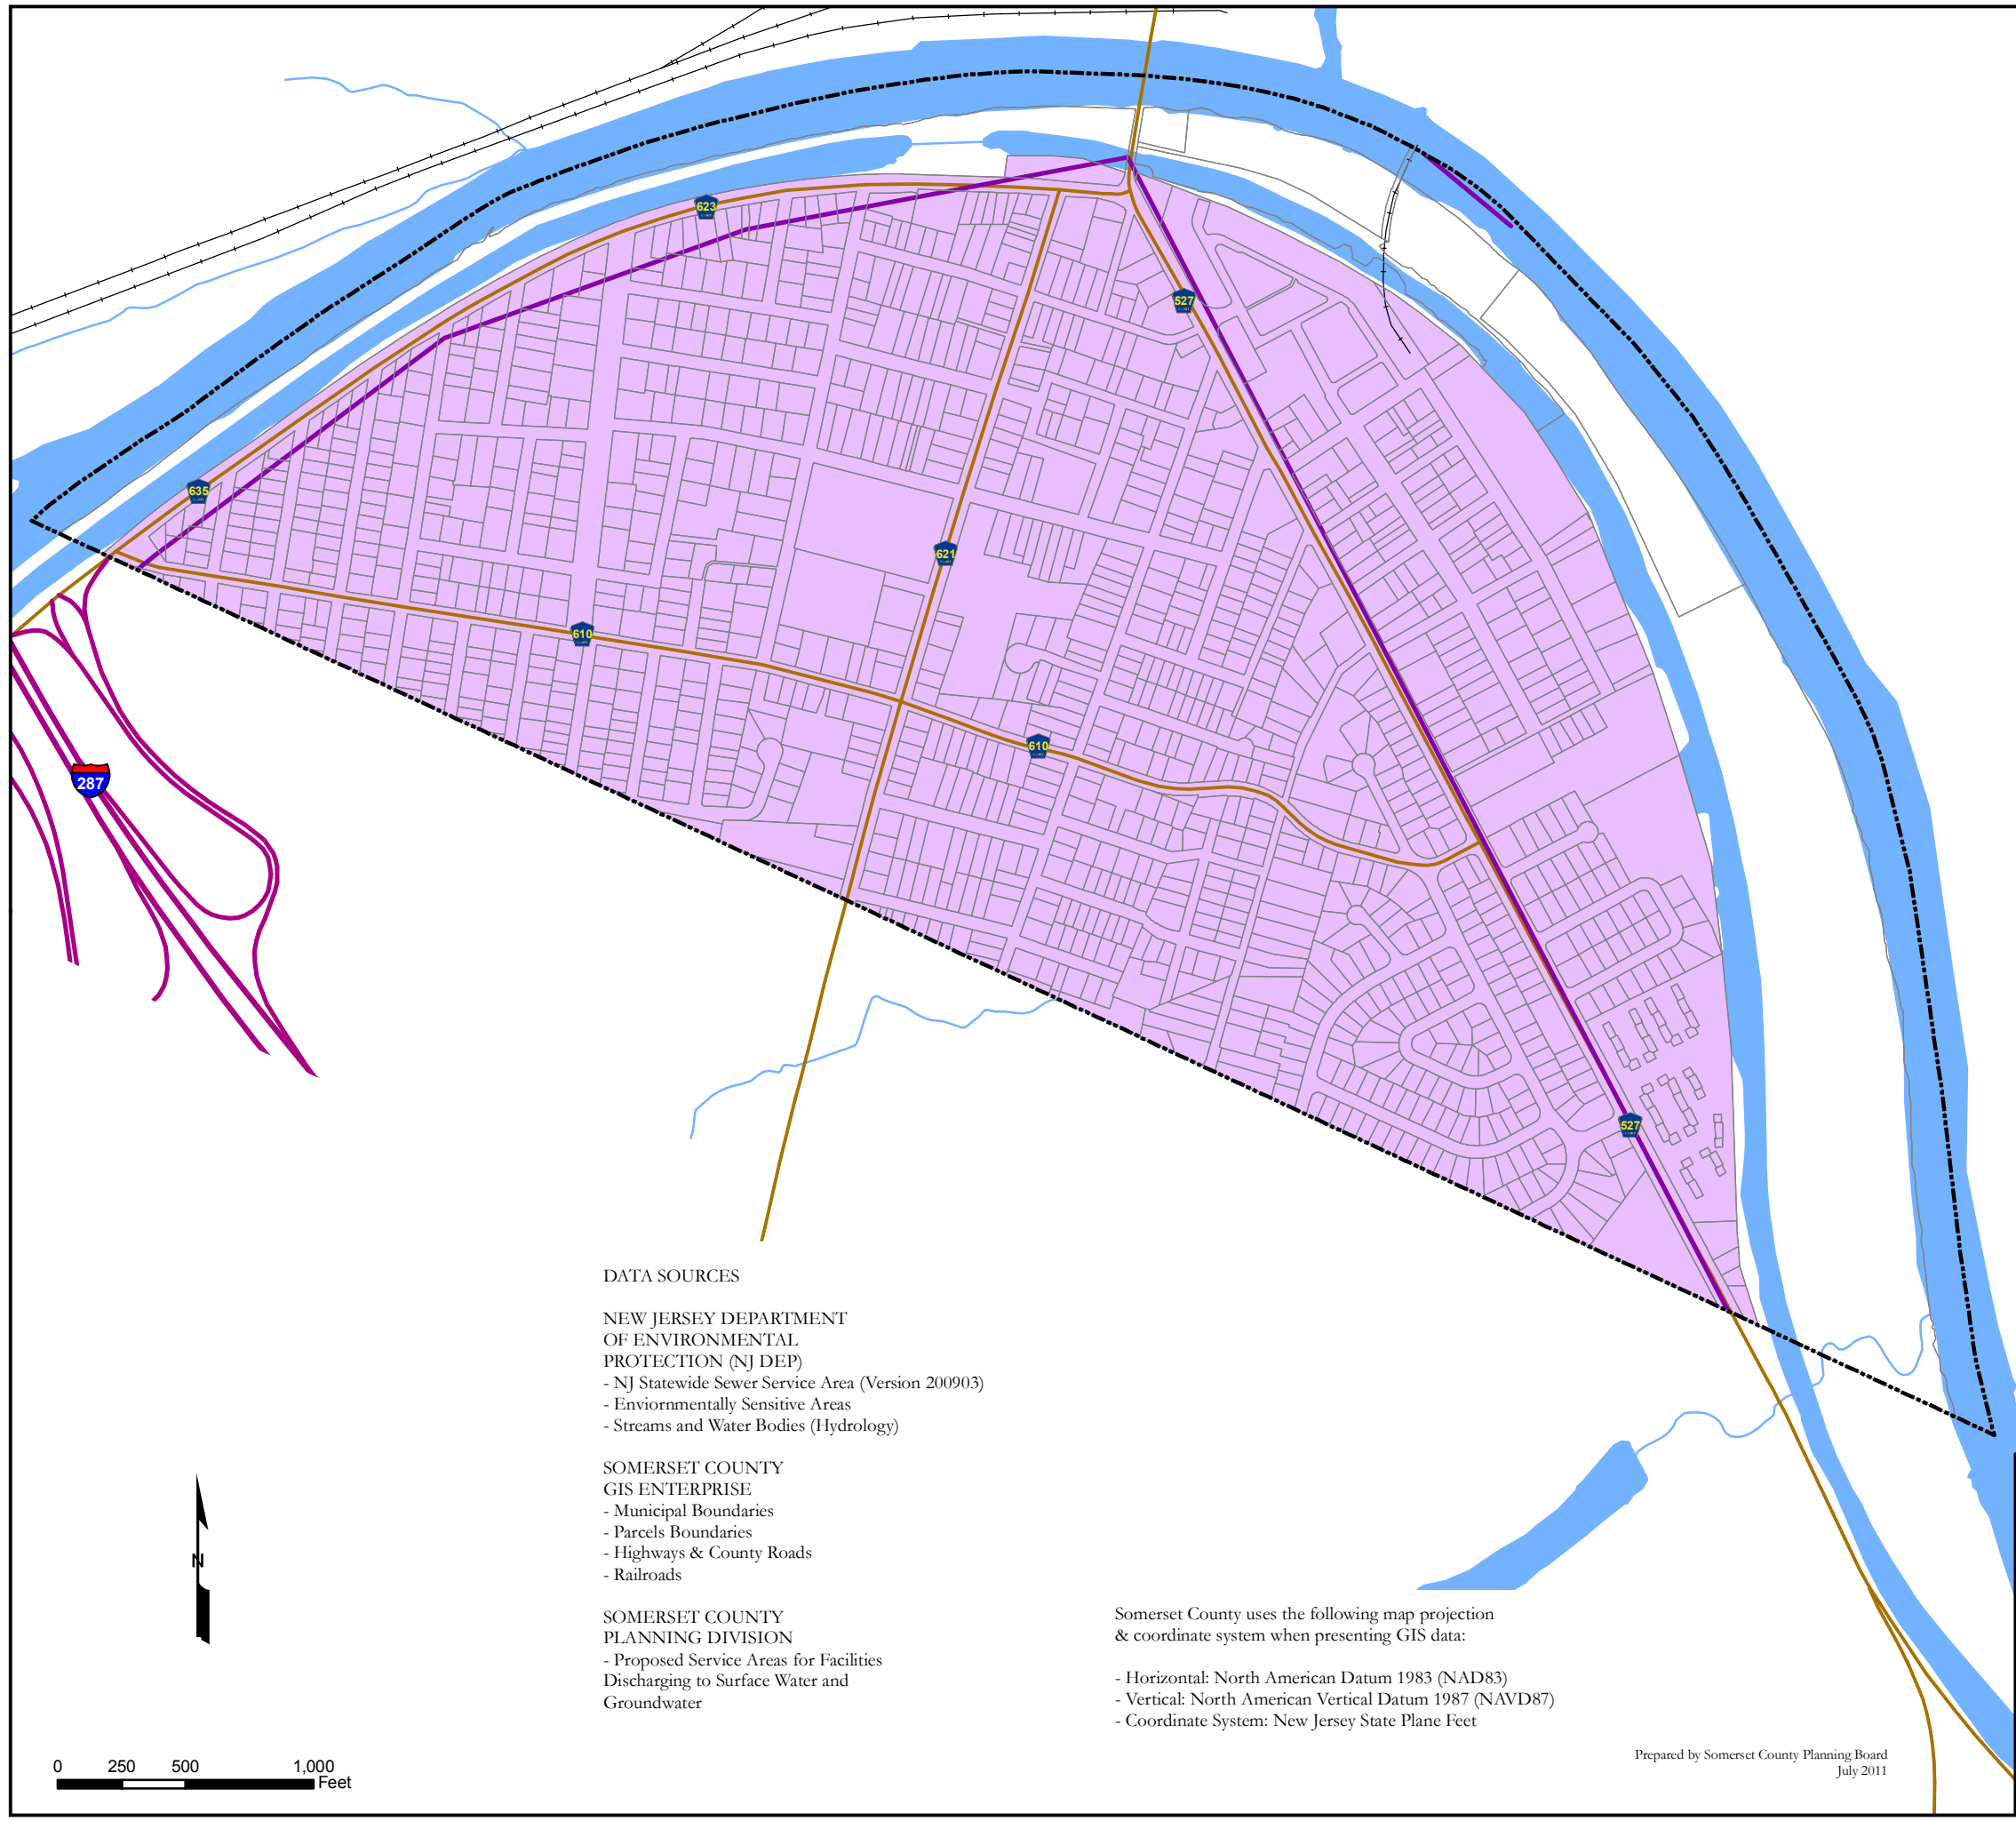 623
527
635
621
610
610
287
527
DATA SOURCES
NEW JERSEY DEPARTMENT
OF ENVIRONMENTAL
PROTECTION (NJ DEP)
- NJ Statewide Sewer Service Area (Version 200903)
- Enviornmentally Sensitive Areas
- Streams and Water Bodies (Hydrology)
SOMERSET COUNTY
GIS ENTERPRISE
- Municipal Boundaries
- Parcels Boundaries
- Highways & County Roads
- Railroads
SOMERSET COUNTY
PLANNING DIVISION
- Proposed Service Areas for Facilities
Discharging to Surface Water and
Groundwater
N
Somerset County uses the following map projection
& coordinate system when presenting GIS data:
- Horizontal: North American Datum 1983 (NAD83)
- Vertical: North American Vertical Datum 1987 (NAVD87)
- Coordinate System: New Jersey State Plane Feet
Prepared by Somerset County Planning Board
July 2011
0 250 500 1,000
Feet